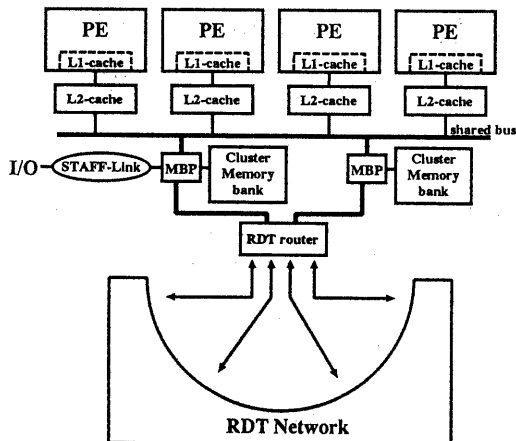 PE PE PE PE
L1-cache L1-cache L1-cache L1-cache
L2-cache L2-cache L2-cache L2-cache
shared bus
I/O STAFF-Link MBP Cluster Memory bank MBP Cluster Memory bank
RDT router
RDT Network